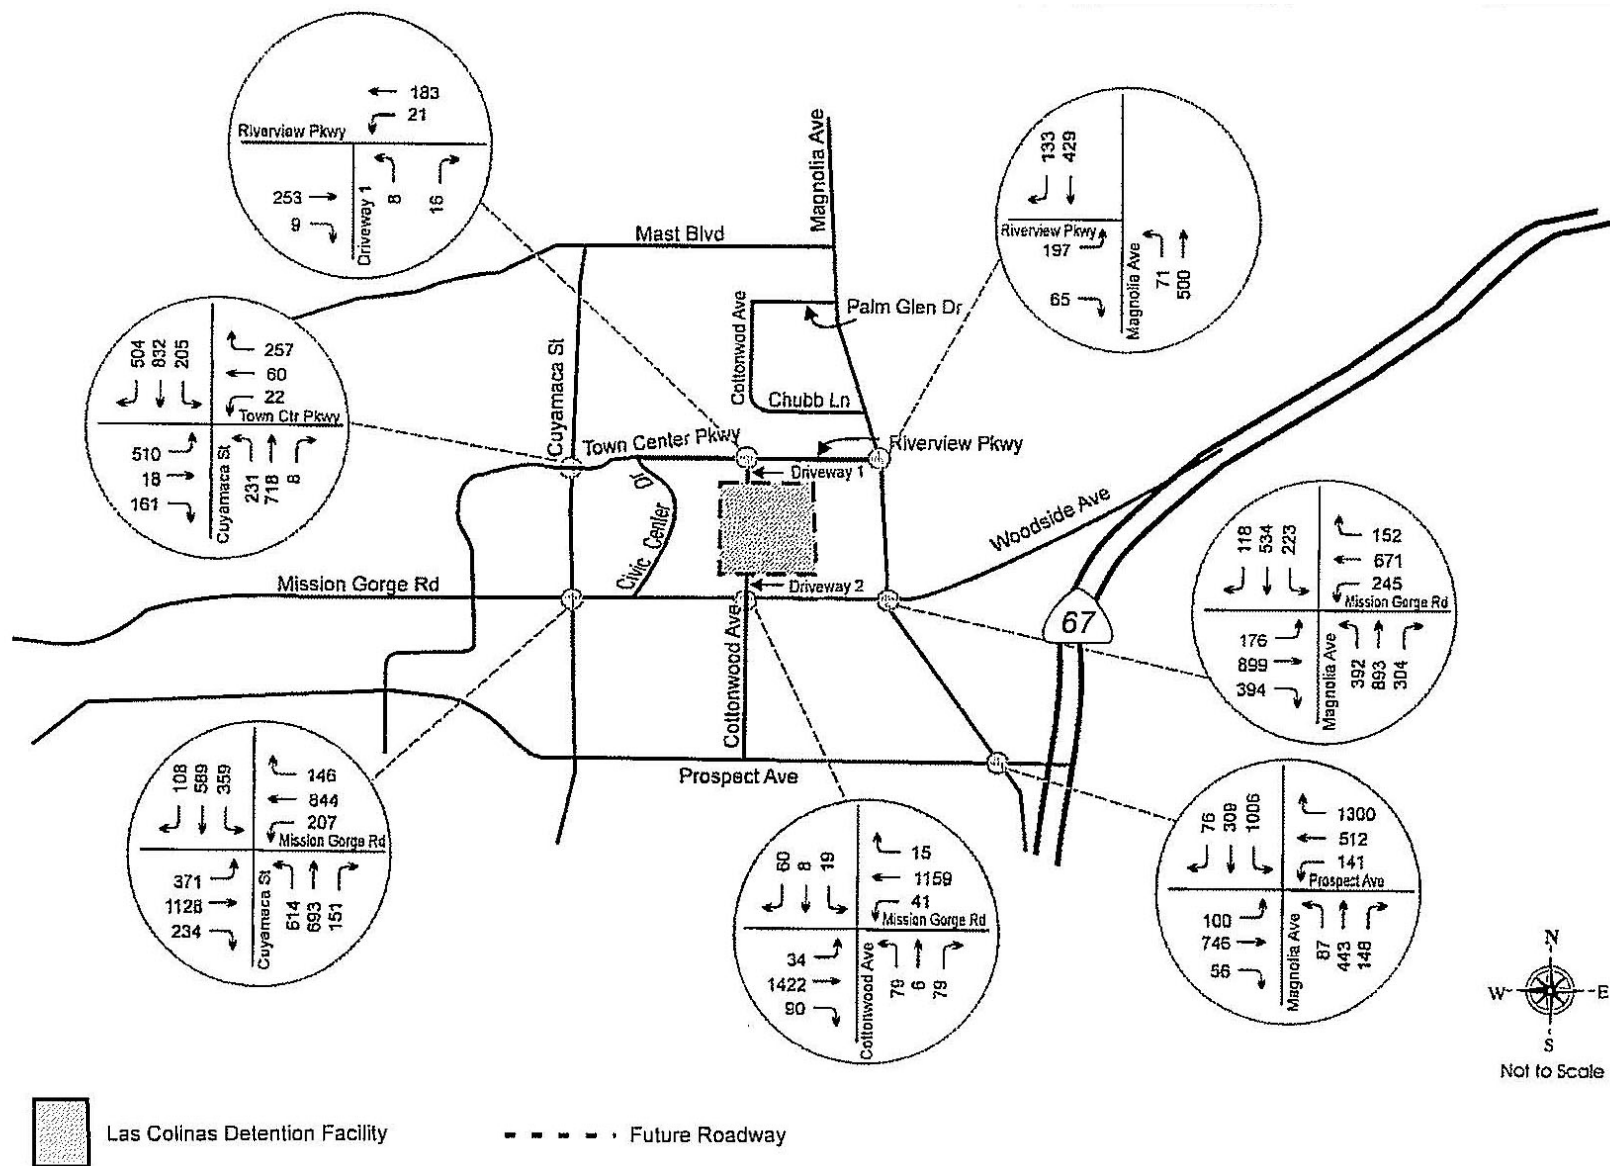 183
21
Riverview Pkwy
253
9
Driveway 1
8
16
133
429
Riverview Pkwy
197
65
Magnolia Ave
71
500
Magnolia Ave
Mast Blvd
Cottonwood Ave
Palm Glen Dr
Chubb Ln
Cuyamaca St
504
832
205
257
60
22
Town Ctr Pkwy
510
18
161
Cuyamaca St
231
718
8
Town Center Pkwy
Riverview Pkwy
Driveway 1
Civic Center Dr
Woodside Ave
Mission Gorge Rd
Driveway 2
67
118
534
223
152
671
245
Mission Gorge Rd
176
899
394
Magnolia Ave
392
893
304
Cottonwood Ave
Prospect Ave
108
589
359
146
844
207
Mission Gorge Rd
371
1126
234
Cuyamaca St
614
693
151
60
8
19
15
1159
41
Mission Gorge Rd
34
1422
90
Cottonwood Ave
79
6
79
76
309
1006
1300
512
141
Prospect Ave
100
746
56
Magnolia Ave
87
443
148
N
W
E
S
Not to Scale
Las Colinas Detention Facility
Future Roadway